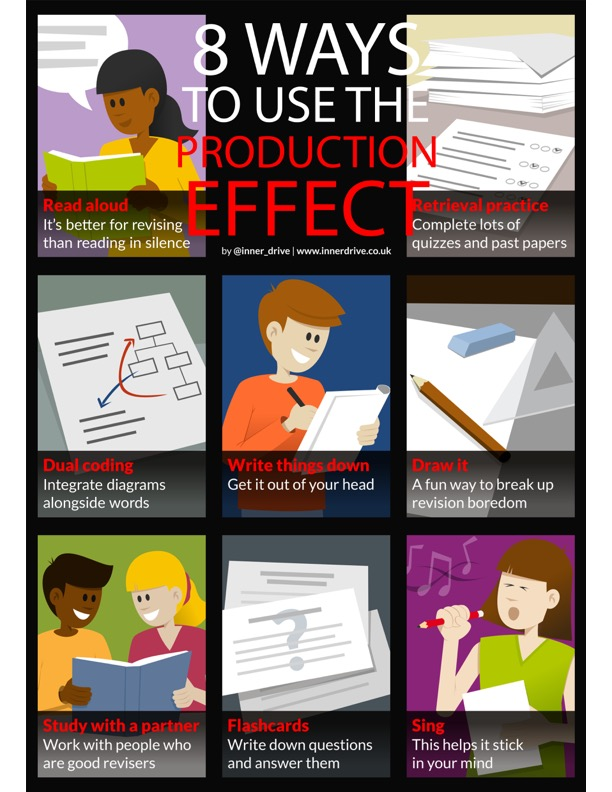 8 WAYS
TO USE THE
PRODUCTION
EFFECT
by @inner_drive | www.innerdrive.co.uk
Read aloud
It's better for revising
than reading in silence
Retrieval practice
Complete lots of
quizzes and past papers
Dual coding
Integrate diagrams
alongside words
Write things down
Get it out of your head
Draw it
A fun way to break up
revision boredom
Study with a partner
Work with people who
are good revisers
?
Flashcards
Write down questions
and answer them
Sing
This helps it stick
in your mind